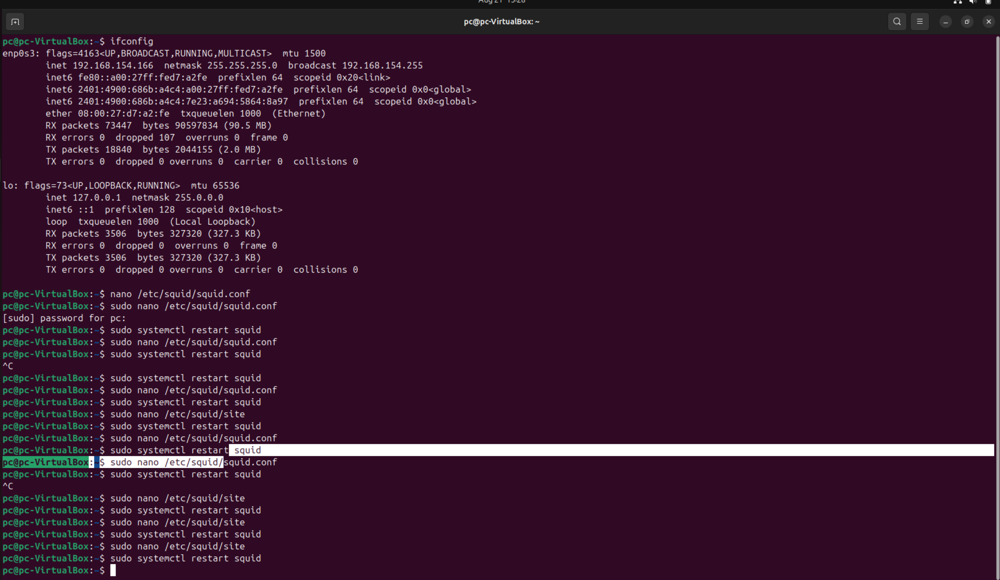 pc@pc-VirtualBox: ~
pc@pc-VirtualBox:~$ ifconfig
enp0s3: flags=4163<UP,BROADCAST,RUNNING,MULTICAST>  mtu 1500
        inet 192.168.154.166  netmask 255.255.255.0  broadcast 192.168.154.255
        inet6 fe80::a00:27ff:fed7:a2fe  prefixlen 64  scopeid 0x20<link>
        inet6 2401:4900:686b:a4c4:a00:27ff:fed7:a2fe  prefixlen 64  scopeid 0x0<global>
        inet6 2401:4900:686b:a4c4:7e23:a694:5864:8a97  prefixlen 64  scopeid 0x0<global>
        ether 08:00:27:d7:a2:fe  txqueuelen 1000  (Ethernet)
        RX packets 73447  bytes 90597834 (90.5 MB)
        RX errors 0  dropped 107  overruns 0  frame 0
        TX packets 18840  bytes 2044155 (2.0 MB)
        TX errors 0  dropped 0 overruns 0  carrier 0  collisions 0

lo: flags=73<UP,LOOPBACK,RUNNING>  mtu 65536
        inet 127.0.0.1  netmask 255.0.0.0
        inet6 ::1  prefixlen 128  scopeid 0x10<host>
        loop  txqueuelen 1000  (Local Loopback)
        RX packets 3506  bytes 327320 (327.3 KB)
        RX errors 0  dropped 0  overruns 0  frame 0
        TX packets 3506  bytes 327320 (327.3 KB)
        TX errors 0  dropped 0 overruns 0  carrier 0  collisions 0

pc@pc-VirtualBox:~$ nano /etc/squid/squid.conf
pc@pc-VirtualBox:~$ sudo nano /etc/squid/squid.conf
[sudo] password for pc:
pc@pc-VirtualBox:~$ sudo systemctl restart squid
pc@pc-VirtualBox:~$ sudo nano /etc/squid/squid.conf
pc@pc-VirtualBox:~$ sudo systemctl restart squid
^C
pc@pc-VirtualBox:~$ sudo systemctl restart squid
pc@pc-VirtualBox:~$ sudo nano /etc/squid/squid.conf
pc@pc-VirtualBox:~$ sudo systemctl restart squid
pc@pc-VirtualBox:~$ sudo nano /etc/squid/site
pc@pc-VirtualBox:~$ sudo systemctl restart squid
pc@pc-VirtualBox:~$ sudo nano /etc/squid/squid.conf
pc@pc-VirtualBox:~$ sudo systemctl restart squid
pc@pc-VirtualBox:~$ sudo nano /etc/squid/squid.conf
pc@pc-VirtualBox:~$ sudo systemctl restart squid
^C
pc@pc-VirtualBox:~$ sudo nano /etc/squid/site
pc@pc-VirtualBox:~$ sudo systemctl restart squid
pc@pc-VirtualBox:~$ sudo nano /etc/squid/site
pc@pc-VirtualBox:~$ sudo systemctl restart squid
pc@pc-VirtualBox:~$ sudo nano /etc/squid/site
pc@pc-VirtualBox:~$ sudo systemctl restart squid
pc@pc-VirtualBox:~$